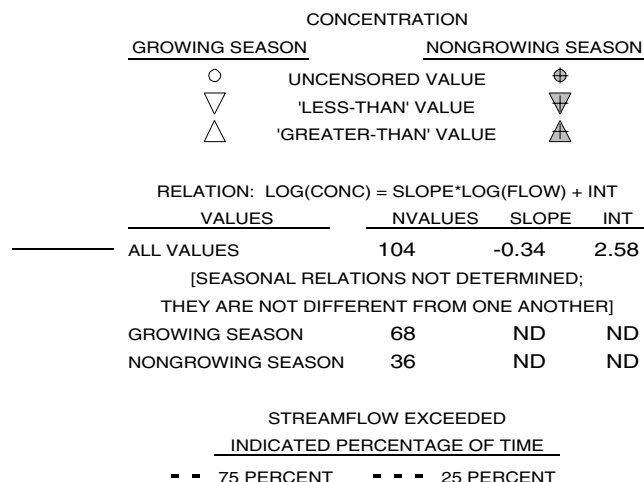 CONCENTRATION
GROWING SEASON NONGROWING SEASON
UNCENSORED VALUE
'LESS-THAN' VALUE
'GREATER-THAN' VALUE
RELATION: LOG(CONC) = SLOPE*LOG(FLOW) + INT
VALUES NVALUES SLOPE INT
ALL VALUES 104 -0.34 2.58
[SEASONAL RELATIONS NOT DETERMINED;
THEY ARE NOT DIFFERENT FROM ONE ANOTHER]
GROWING SEASON 68 ND ND
NONGROWING SEASON 36 ND ND
STREAMFLOW EXCEEDED
INDICATED PERCENTAGE OF TIME
75 PERCENT 25 PERCENT